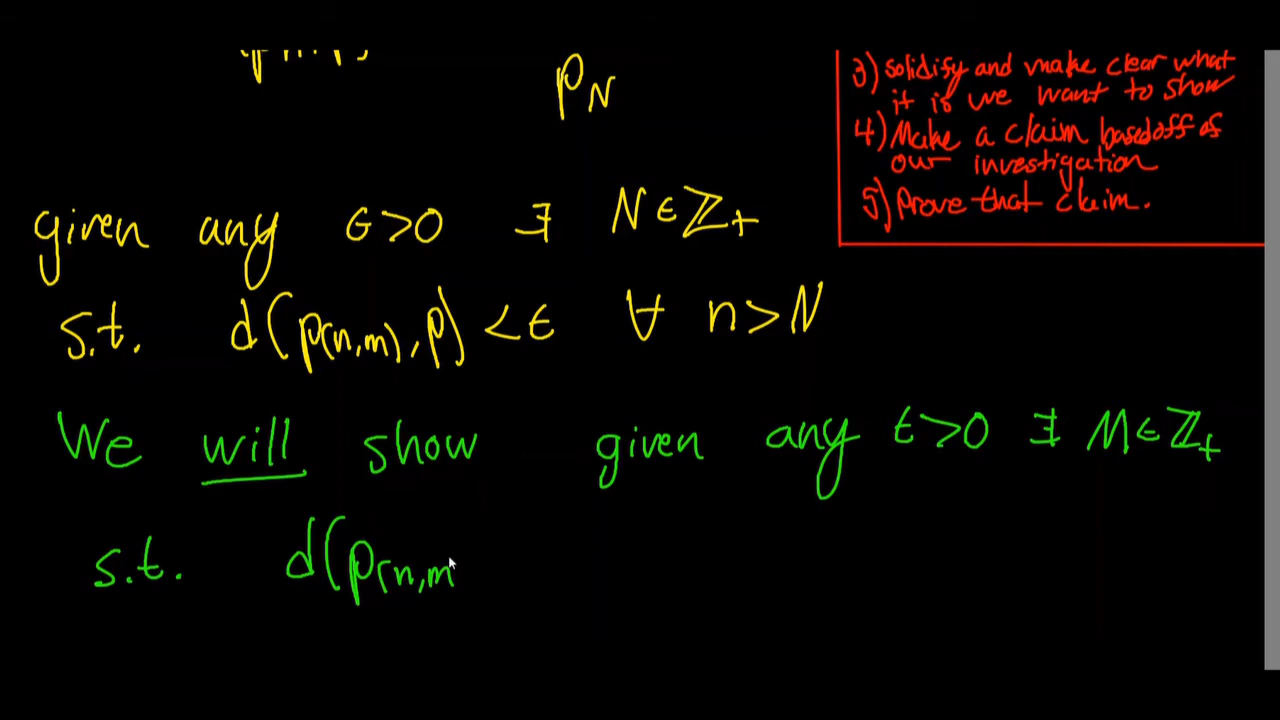 p_N
given any ϵ>0 ∃ N∈ℤ₊
s.t. d(p(n,m),p)<ϵ ∀ n>N
We will show given any ϵ>0 ∃ M∈ℤ₊
s.t. d(p(n,m
3) solidify and make clear what
it is we want to show
4) Make a claim based off of
our investigation
5) Prove that claim.